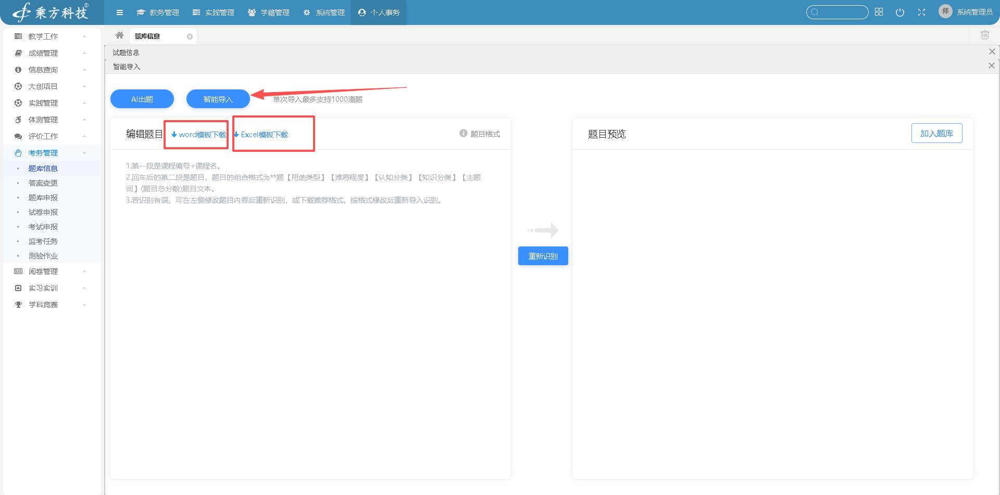 乘方科技
教务管理
实践管理
学籍管理
系统管理
个人事务
师
系统管理员
教学工作
成绩管理
信息查询
大创项目
实践管理
体测管理
评价工作
考务管理
题库信息
答案变更
题库申报
试卷申报
考试申报
监考任务
测验作业
阅卷管理
实习实训
学科竞赛
题库信息
试题信息
智能导入
AI出题
智能导入
单次导入最多支持1000道题
编辑题目
word模板下载
Excel模板下载
题目格式
1.第一段是课程编号+课程名。
2.回车后的第二段是题目，题目的组合格式为**题【用途类型】【难易程度】【认知分类】【知识分类】【主题
词】(题目总分数)题目文本。
3.若识别有误，可在左侧修改题目内容后重新识别，或下载推荐格式，按格式修改后重新导入识别。
重新识别
题目预览
加入题库